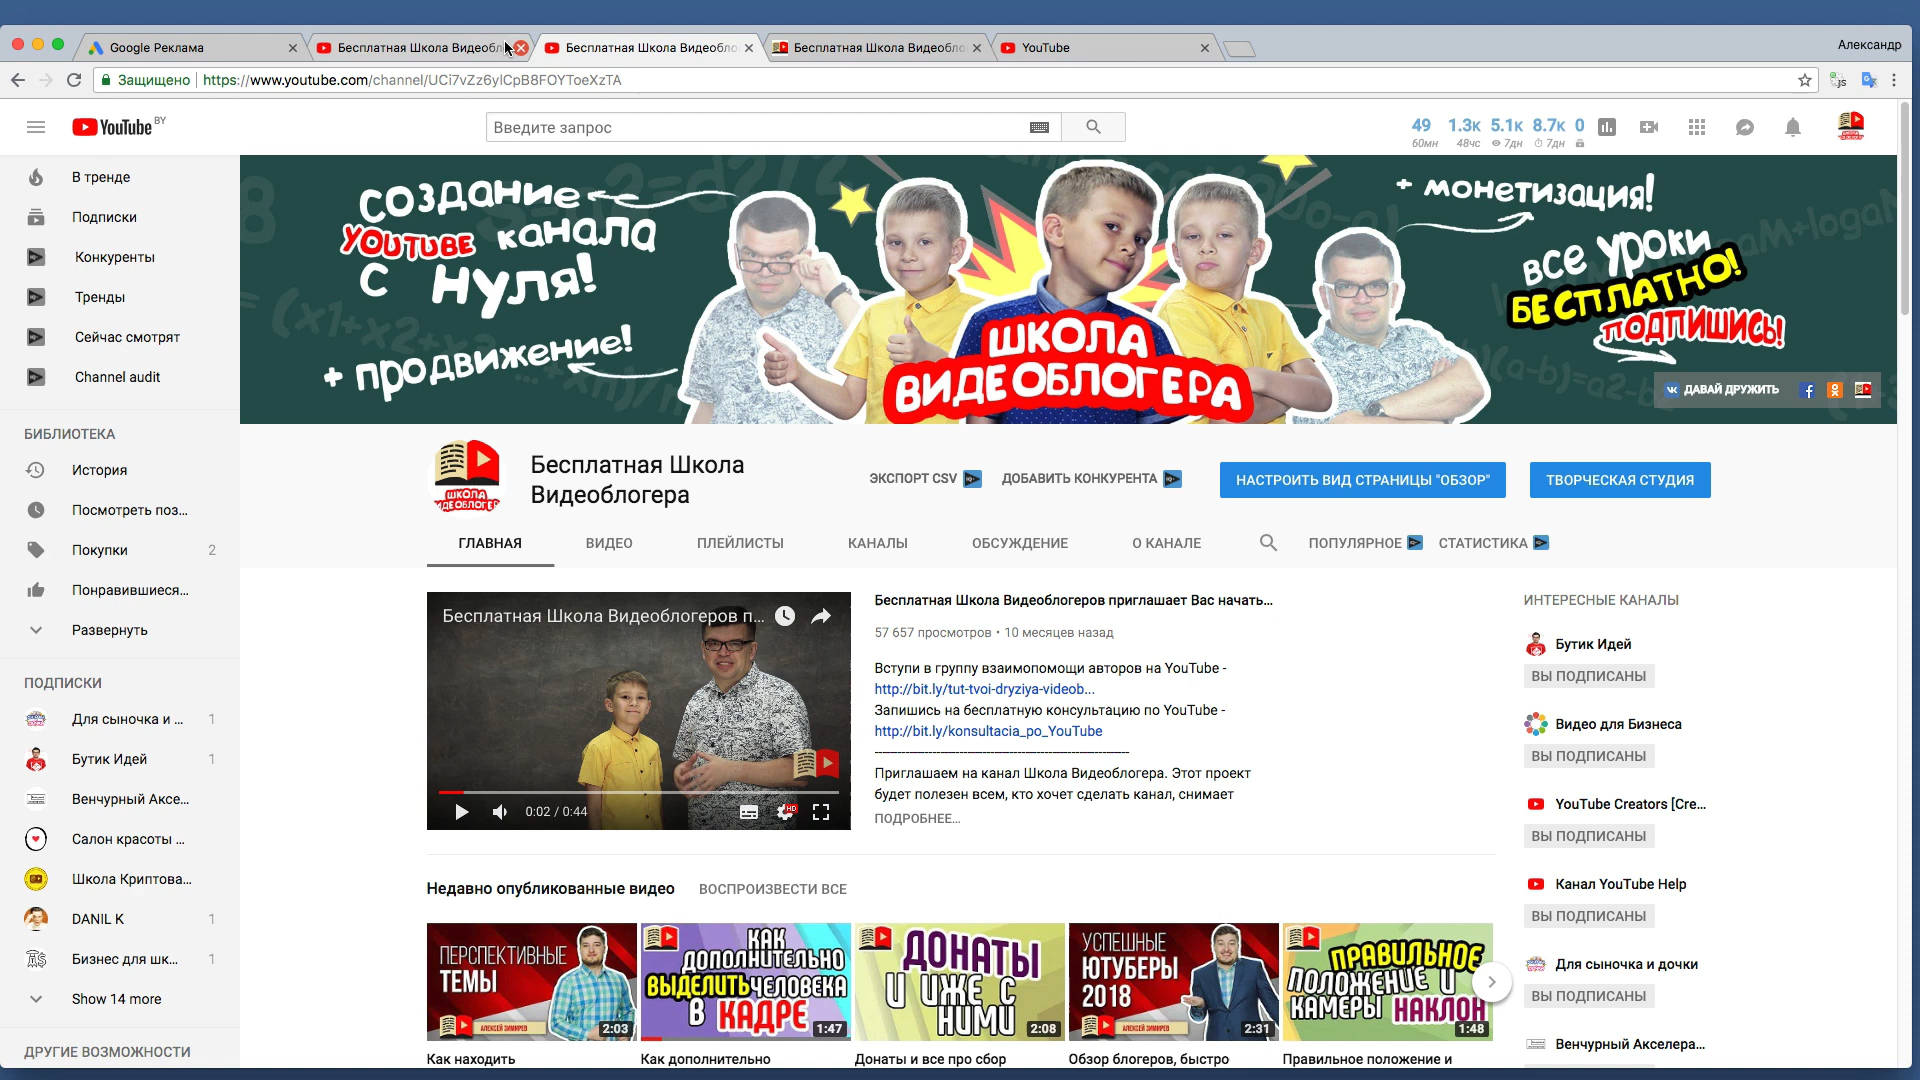 Google Реклама
Бесплатная Школа Видеобл
Бесплатная Школа Видеобло
Бесплатная Школа Видеобло
YouTube
Александр
Защищено
https://www.youtube.com/channel/UCi7vZz6ylCpB8FOYToeXzTA
YouTube BY
Введите запрос
49 1.3к 5.1к 8.7к 0
60мн 48чс 7дн 7дн
В тренде
Подписки
Конкуренты
Тренды
Сейчас смотрят
Channel audit
БИБЛИОТЕКА
История
Посмотреть поз...
Покупки 2
Понравившиеся...
Развернуть
ПОДПИСКИ
Для сыночка и ... 1
Бутик Идей 1
Венчурный Аксе...
Салон красоты ...
Школа Криптова...
DANIL K 1
Бизнес для шк... 1
Show 14 more
ДРУГИЕ ВОЗМОЖНОСТИ
СОЗДАНИЕ
YOUTUBE КАНАЛА
С НУЛЯ!
+ ПРОДВИЖЕНИЕ!
ШКОЛА
ВИДЕОБЛОГЕРА
+ МОНЕТИЗАЦИЯ!
ВСЕ УРОКИ
БЕСПЛАТНО!
ПОДПИШИСЬ!
ДАВАЙ ДРУЖИТЬ
Бесплатная Школа
Видеоблогера
ЭКСПОРТ CSV
ДОБАВИТЬ КОНКУРЕНТА
НАСТРОИТЬ ВИД СТРАНИЦЫ "ОБЗОР"
ТВОРЧЕСКАЯ СТУДИЯ
ГЛАВНАЯ
ВИДЕО
ПЛЕЙЛИСТЫ
КАНАЛЫ
ОБСУЖДЕНИЕ
О КАНАЛЕ
ПОПУЛЯРНОЕ
СТАТИСТИКА
Бесплатная Школа Видеоблогеров п...
0:02 / 0:44
HD
Бесплатная Школа Видеоблогеров приглашает Вас начать...
57 657 просмотров • 10 месяцев назад
Вступи в группу взаимопомощи авторов на YouTube -
http://bit.ly/tut-tvoi-dryziya-videob...
Запишись на бесплатную консультацию по YouTube -
http://bit.ly/konsultacia_po_YouTube
Приглашаем на канал Школа Видеоблогера. Этот проект
будет полезен всем, кто хочет сделать канал, снимает
ПОДРОБНЕЕ...
ИНТЕРЕСНЫЕ КАНАЛЫ
Бутик Идей
ВЫ ПОДПИСАНЫ
Видео для Бизнеса
ВЫ ПОДПИСАНЫ
YouTube Creators [Cre...
ВЫ ПОДПИСАНЫ
Канал YouTube Help
ВЫ ПОДПИСАНЫ
Для сыночка и дочки
ВЫ ПОДПИСАНЫ
Венчурный Акселера...
Недавно опубликованные видео
ВОСПРОИЗВЕСТИ ВСЕ
ПЕРСПЕКТИВНЫЕ
ТЕМЫ
АЛЕКСЕЙ ЗИМИРЕВ
2:03
Как находить
КАК
ДОПОЛНИТЕЛЬНО
ВЫДЕЛИТЬ ЧЕЛОВЕКА
В КАДРЕ
1:47
Как дополнительно
ДОНАТЫ
И ИЖЕ С
НИМИ
2:08
Донаты и все про сбор
УСПЕШНЫЕ
ЮТУБЕРЫ
2018
АЛЕКСЕЙ ЗИМИРЕВ
2:31
Обзор блогеров, быстро
ПРАВИЛЬНОЕ
ПОЛОЖЕНИЕ И
КАМЕРЫ НАКЛОН
1:48
Правильное положение и